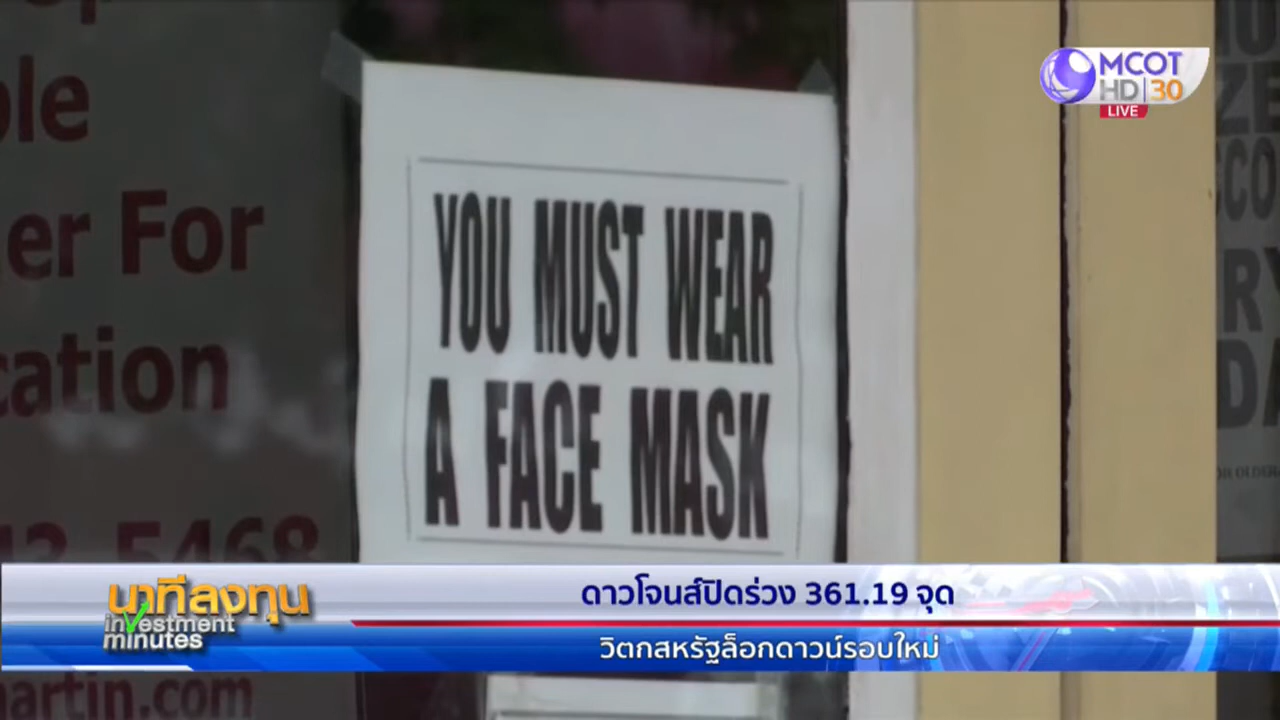 MCOT
HD 30
LIVE
ble
er For
cation
5468
artin.com
YOU MUST WEAR
A FACE MASK
นาทีลงทุน
investment
minutes
ดาวโจนส์ปิดร่วง 361.19 จุด
วิตกสหรัฐล็อกดาวน์รอบใหม่